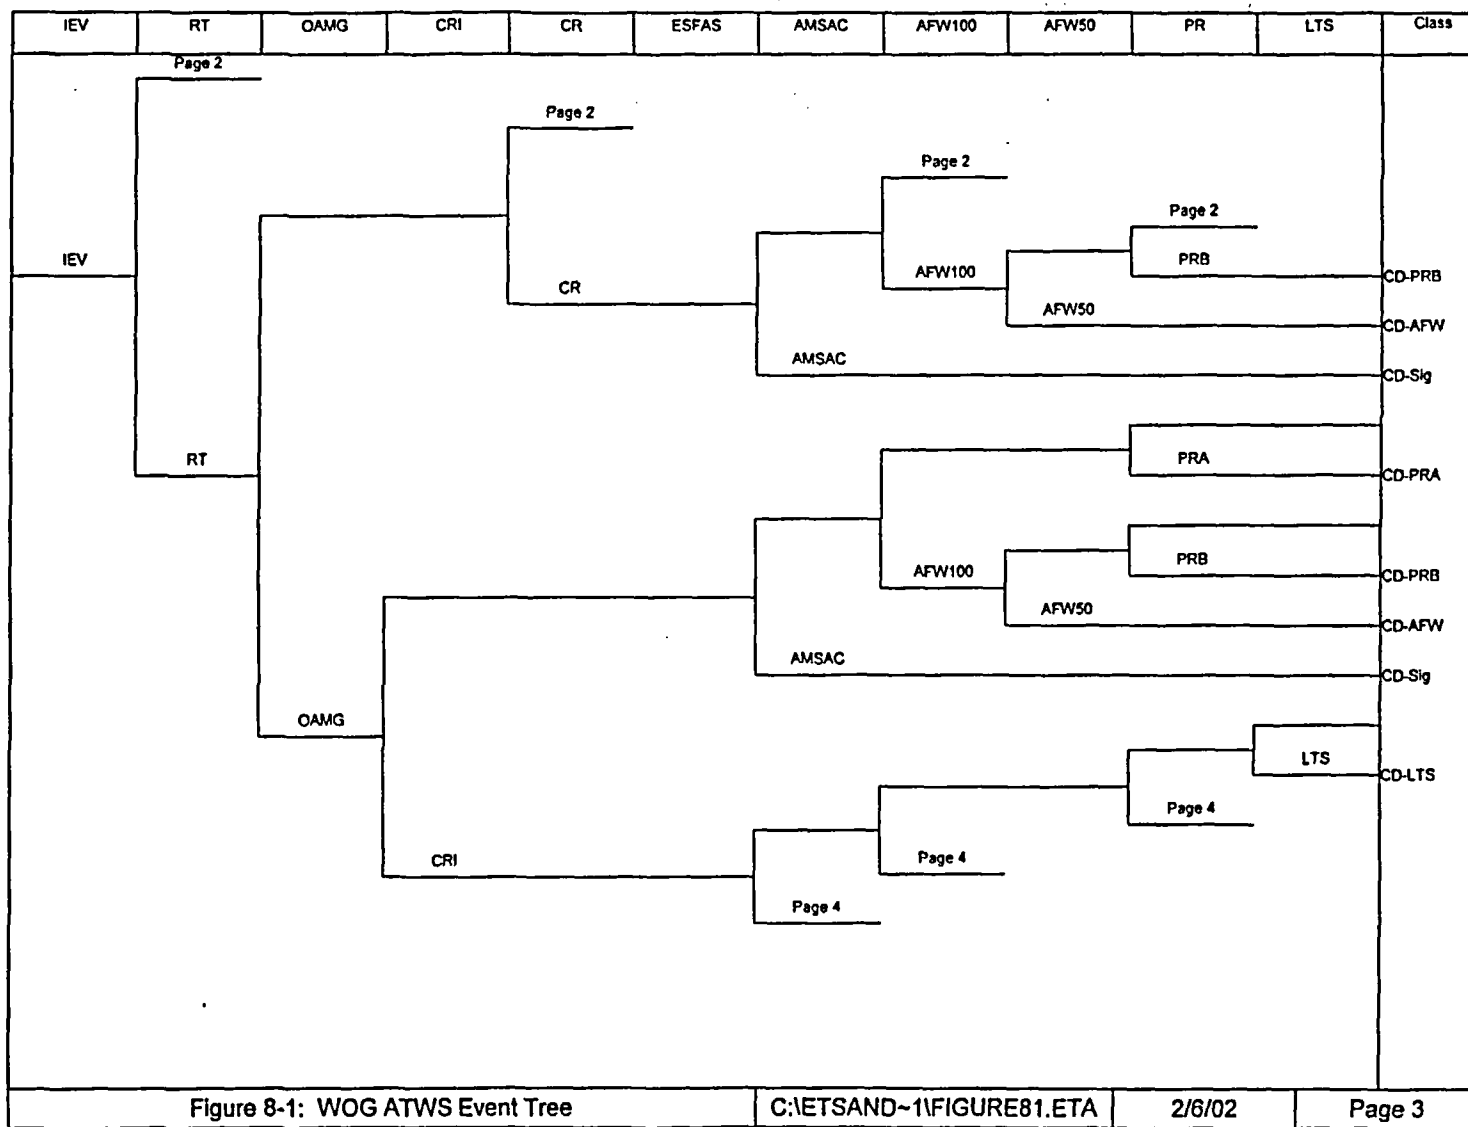 IEV RT OAMG CRI CR ESFAS AMSAC AFW100 AFW50 PR LTS Class
Page 2
Page 2
Page 2
Page 2
IEV
PRB
AFW100
CD-PRB
CR
AFW50
CD-AFW
AMSAC
CD-Sig
RT
PRA
CD-PRA
PRB
AFW100
CD-PRB
AFW50
CD-AFW
AMSAC
CD-Sig
OAMG
LTS
CD-LTS
Page 4
CRI
Page 4
Page 4
Figure 8-1: WOG ATWS Event Tree C:\ETSAND~1\FIGURE81.ETA 2/6/02 Page 3